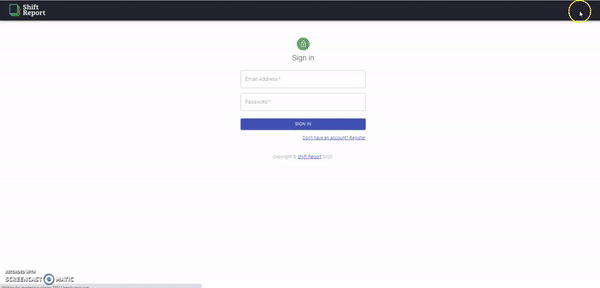 Shift
Report
Sign in
Email Address *
Password *
SIGN IN
Don't have an account? Register
Copyright © Shift Report 2020
RECORDED WITH
SCREENCAST MATIC